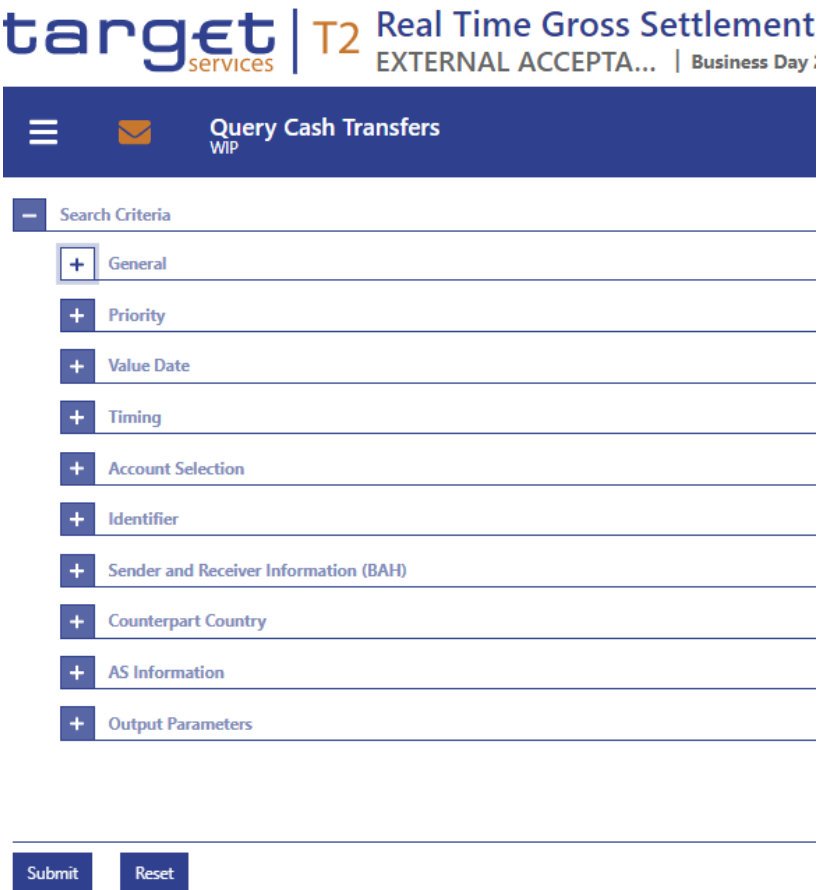 target
services
T2
Real Time Gross Settlement
EXTERNAL ACCEPTA... | Business Day
Query Cash Transfers
WIP
Search Criteria
General
Priority
Value Date
Timing
Account Selection
Identifier
Sender and Receiver Information (BAH)
Counterpart Country
AS Information
Output Parameters
Submit Reset